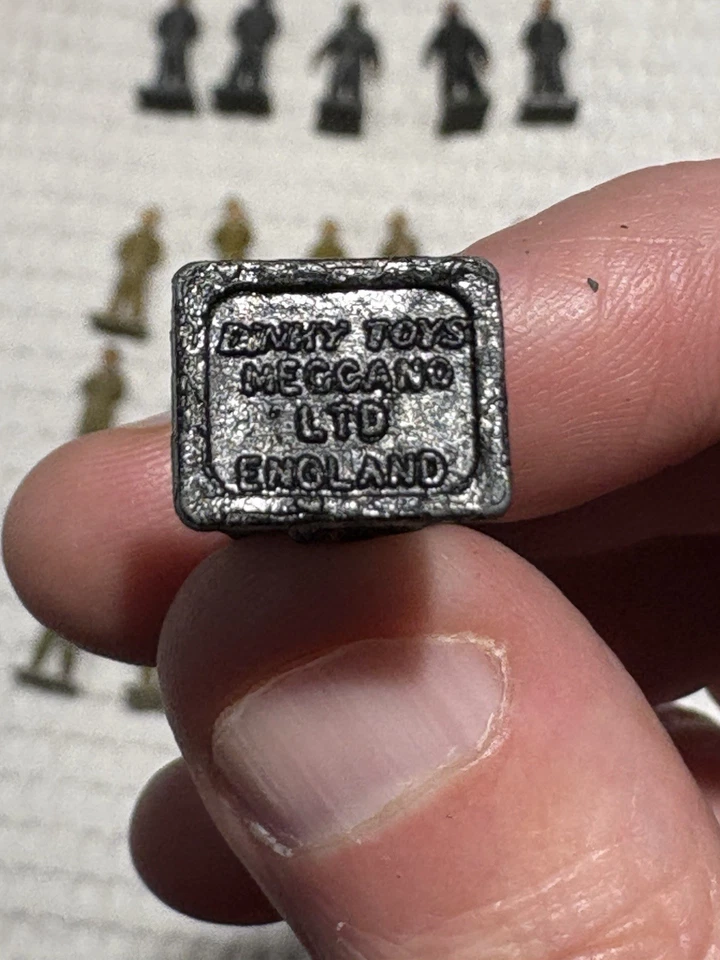 DINKY TOYS
MECCANO
LTD
ENGLAND